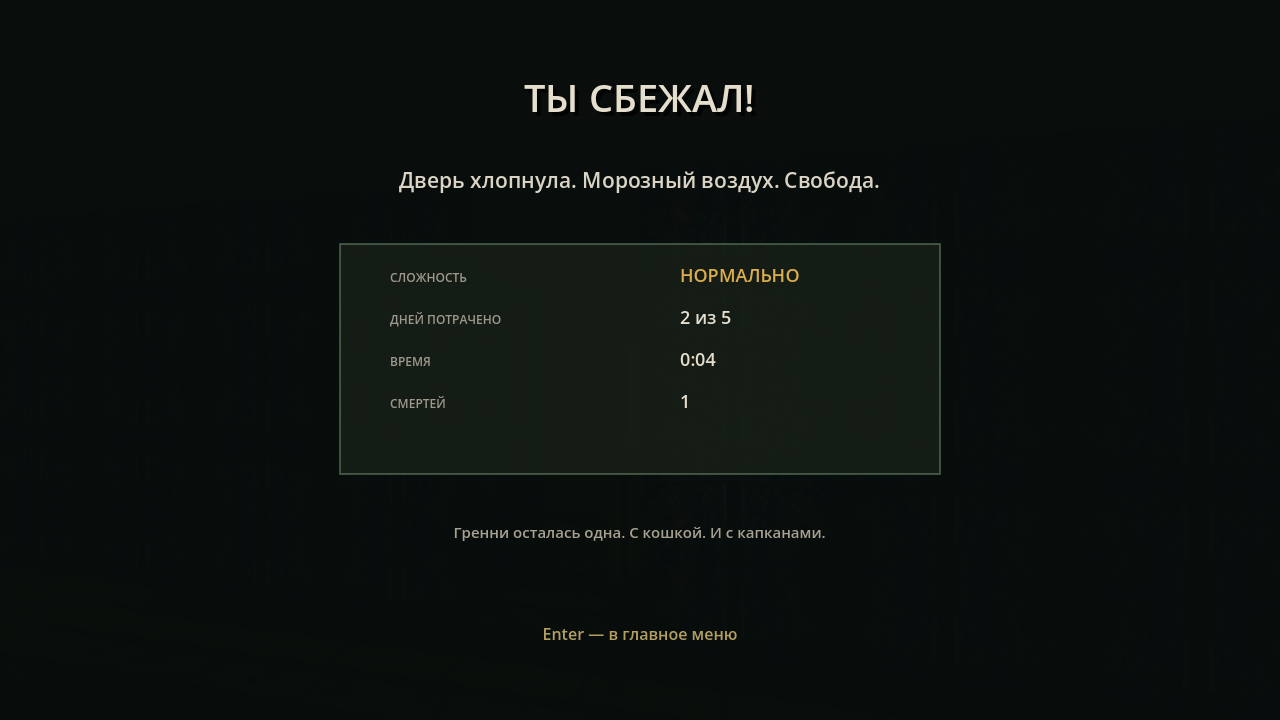 ТЫ СБЕЖАЛ!
Дверь хлопнула. Морозный воздух. Свобода.
СЛОЖНОСТЬ НОРМАЛЬНО
ДНЕЙ ПОТРАЧЕНО 2 из 5
ВРЕМЯ 0:04
СМЕРТЕЙ 1
Гренни осталась одна. С кошкой. И с капканами.
Enter — в главное меню